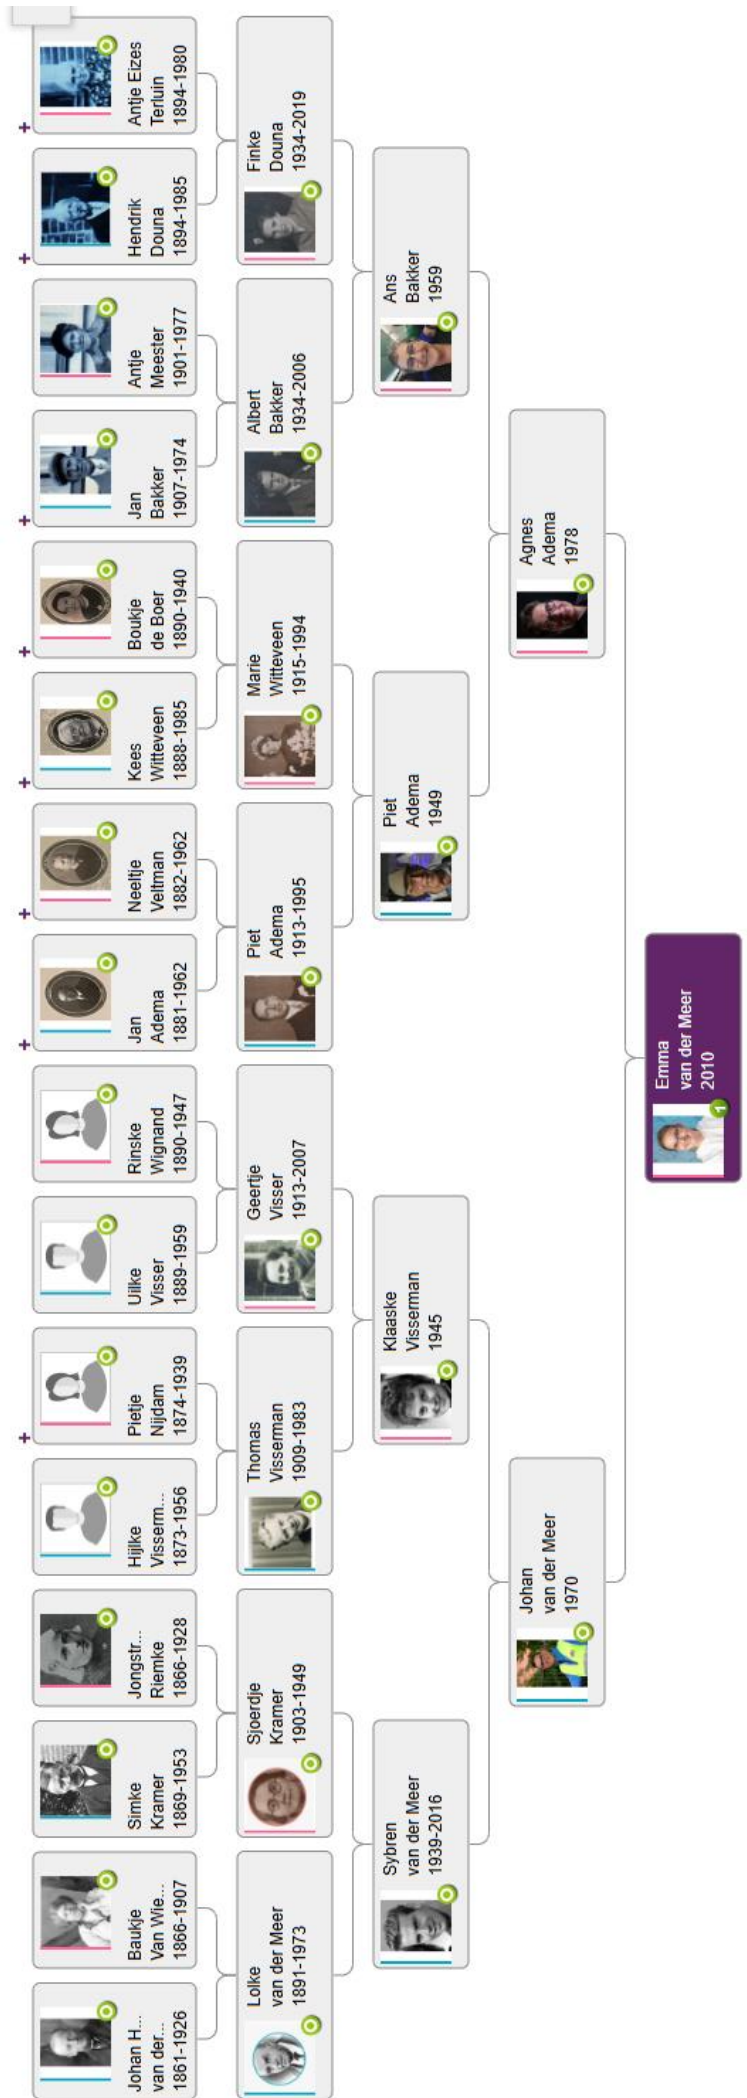 Johan H...
van der...
1861-1926
Baukje
Van Wie...
1866-1907
Simke
Kramer
1869-1953
Jongstr...
Riemke
1866-1928
Hijlke
Visserm...
1873-1956
Pietje
Nijdam
1874-1939
Uilke
Visser
1889-1959
Rinske
Wignand
1890-1947
Jan
Adema
1881-1962
Neeltje
Veltman
1882-1962
Kees
Witteveen
1888-1985
Boukje
de Boer
1890-1940
Jan
Bakker
1907-1974
Antje
Meester
1901-1977
Hendrik
Douna
1894-1985
Antje Eizes
Terluin
1894-1980
Lolke
van der Meer
1891-1973
Sjoerdje
Kramer
1903-1949
Thomas
Visserman
1909-1983
Geertje
Visser
1913-2007
Piet
Adema
1913-1995
Marie
Witteveen
1915-1994
Albert
Bakker
1934-2006
Finke
Douna
1934-2019
Sybren
van der Meer
1939-2016
Klaaske
Visserman
1945
Piet
Adema
1949
Ans
Bakker
1959
Johan
van der Meer
1970
Agnes
Adema
1978
Emma
van der Meer
2010
1